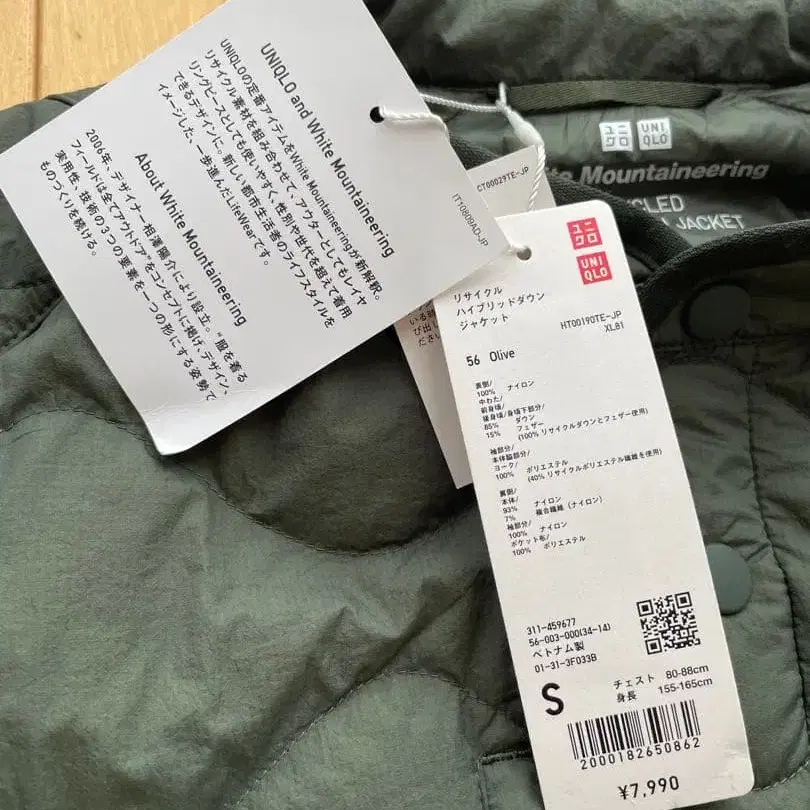 UNIQLO and White Mountaineering
UNIQLOの定番アイテムをWhite Mountaineeringが新解釈。
リサイクル素材を組み合わせて、アウターとしてもレイヤ
リングピースとしても使いやすく、性別や世代を超えて着用
できるデザインに。新しい都市生活者のライフスタイルを
イメージした、一歩進んだLifeWearです。
About White Mountaineering
2006年、デザイナー相澤陽介により設立。“服を着る
フィールドは全てアウトドア”をコンセプトに掲げ、デザイン、
実用性、技術の3つの要素を一つの形にする姿勢で
ものづくりを続ける。
IT10809AD-JP
CT00029TE-JP
ユニクロ
UNIQLO
Mountaineering
JACKET
ユニクロ
UNIQLO
リサイクル
ハイブリッドダウン
ジャケット
HT00190TE-JP
XL81
56 Olive
表側/
100% ナイロン
中わた/
前身頃/
後身頃/身頃下部分/
85% ダウン
15% フェザー
(100% リサイクルダウンとフェザー使用)
袖部分/
本体脇部分/
ヨーク/ ポリエステル
100% (40% リサイクルポリエステル繊維を使用)
裏側/
本体/
93% ナイロン
7% 複合繊維 (ナイロン)
袖部分/
100% ナイロン
ポケット布/
100% ポリエステル
311-459677
56-003-000(34-14)
ベトナム製
01-31-3F033B
S
チェスト 80-88cm
身長 155-165cm
2000182650862
¥7,990